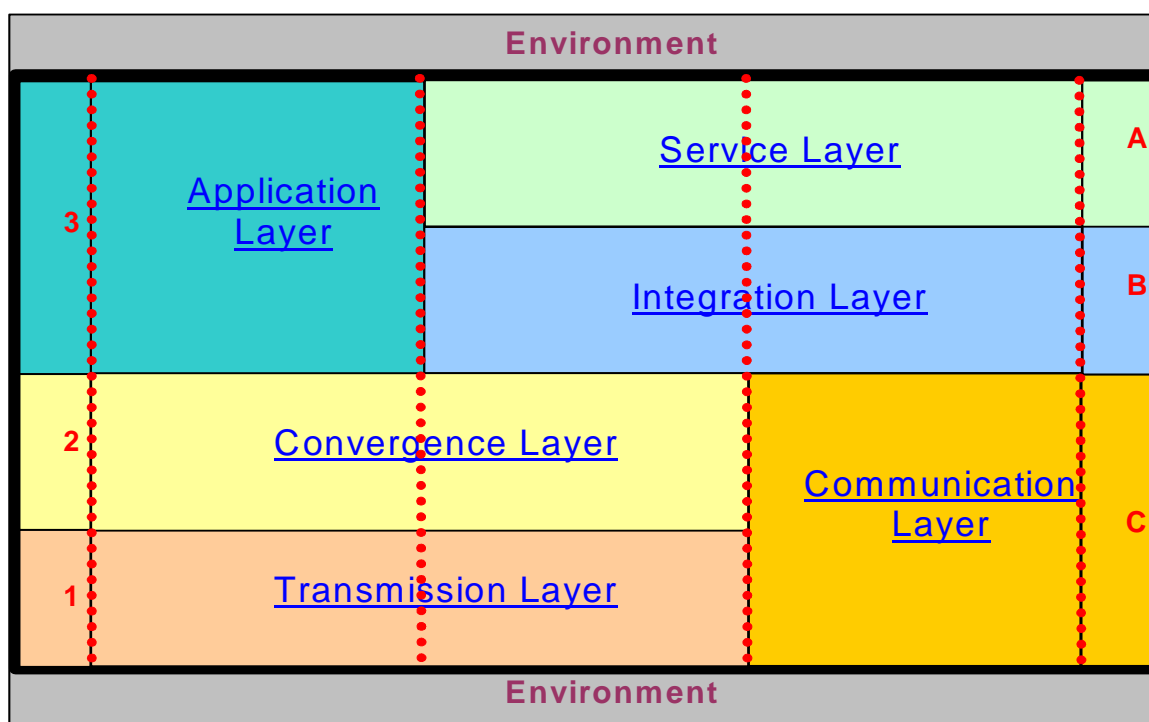 Environment
Service Layer
A
Application
Layer
3
Integration Layer
B
2
Convergence Layer
Communication
Layer
C
1
Transmission Layer
Environment